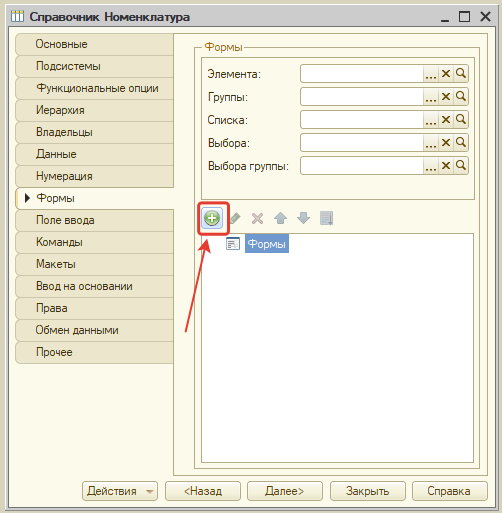 Справочник Номенклатура
Основные
Подсистемы
Функциональные опции
Иерархия
Владельцы
Данные
Нумерация
Формы
Поле ввода
Команды
Макеты
Ввод на основании
Права
Обмен данными
Прочее
Формы
Элемента:
Группы:
Списка:
Выбора:
Выбора группы:
Формы
Действия
<Назад
Далее>
Закрыть
Справка